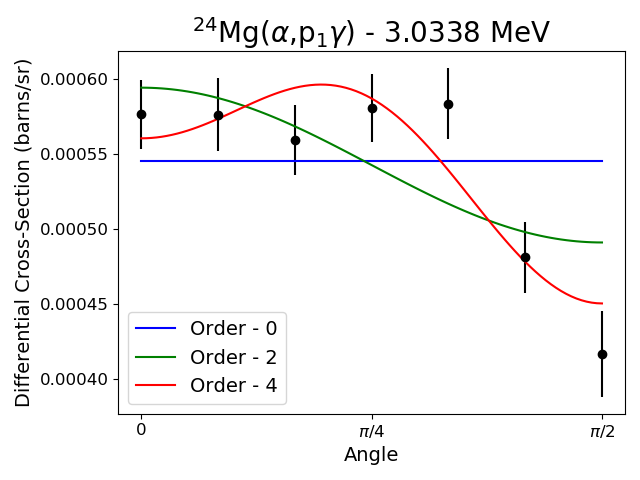 ²⁴Mg(α,p₁γ) - 3.0338 MeV
Differential Cross-Section (barns/sr)
0.00060
0.00055
0.00050
0.00045
0.00040
Order - 0
Order - 2
Order - 4
0
π/4
π/2
Angle